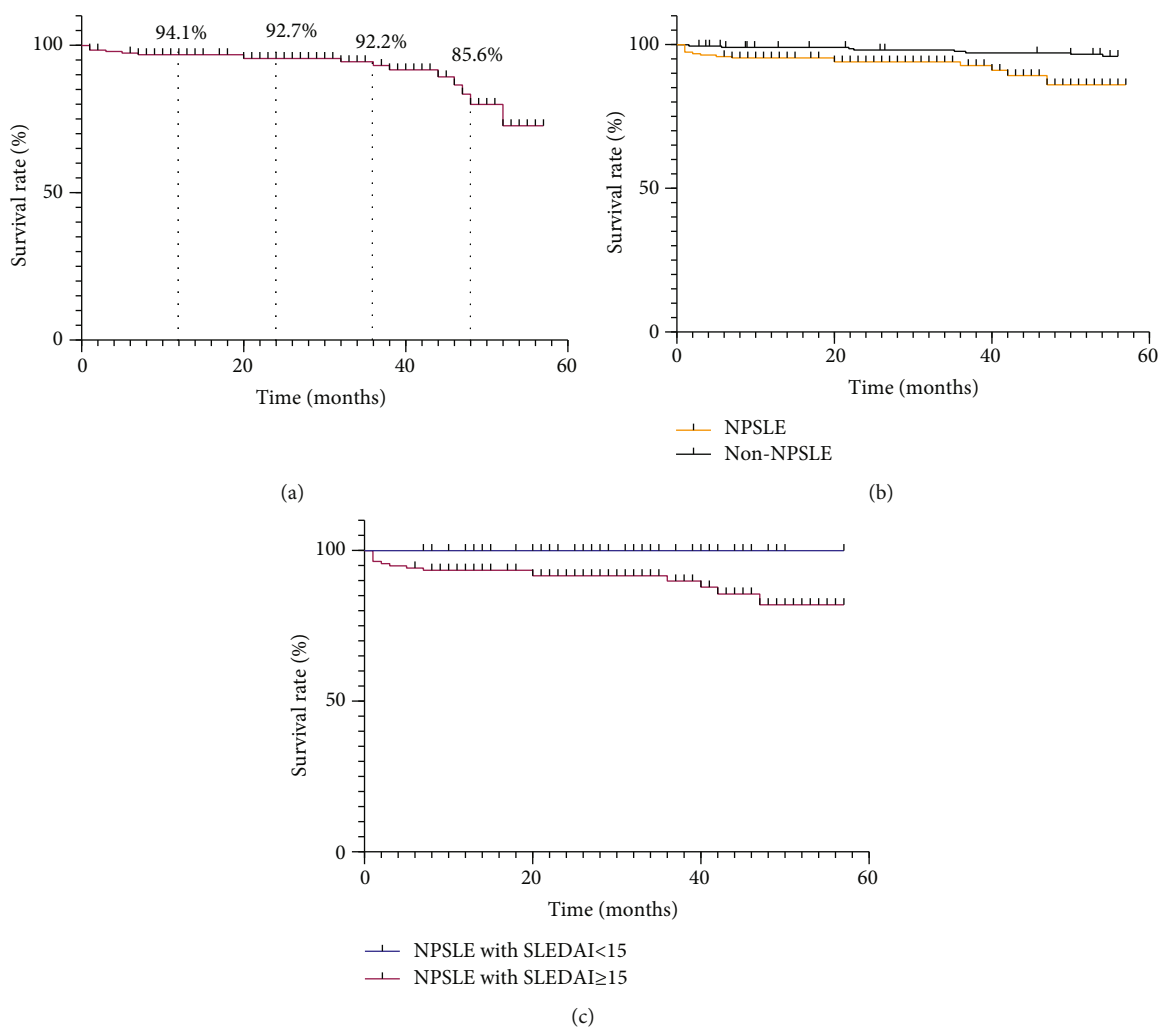 94.1%
92.7%
92.2%
85.6%
100
50
0
Survival rate (%)
0
20
40
60
Time (months)
(a)
100
50
0
Survival rate (%)
0
20
40
60
Time (months)
NPSLE
Non-NPSLE
(b)
100
50
0
Survival rate (%)
0
20
40
60
Time (months)
NPSLE with SLEDAI<15
NPSLE with SLEDAI≥15
(c)